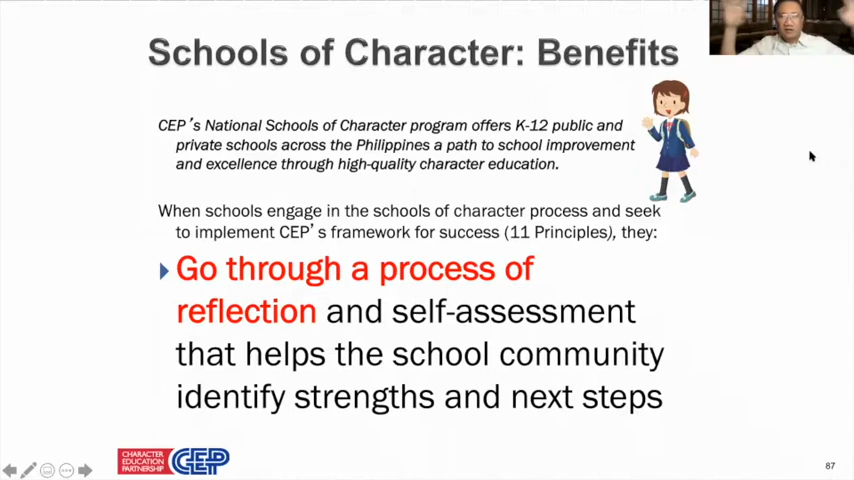 Schools of Character: Benefits
CEP's National Schools of Character program offers K-12 public and
private schools across the Philippines a path to school improvement
and excellence through high-quality character education.
When schools engage in the schools of character process and seek
to implement CEP's framework for success (11 Principles), they:
Go through a process of
reflection and self-assessment
that helps the school community
identify strengths and next steps
CHARACTER
EDUCATION
PARTNERSHIP
CEP
87